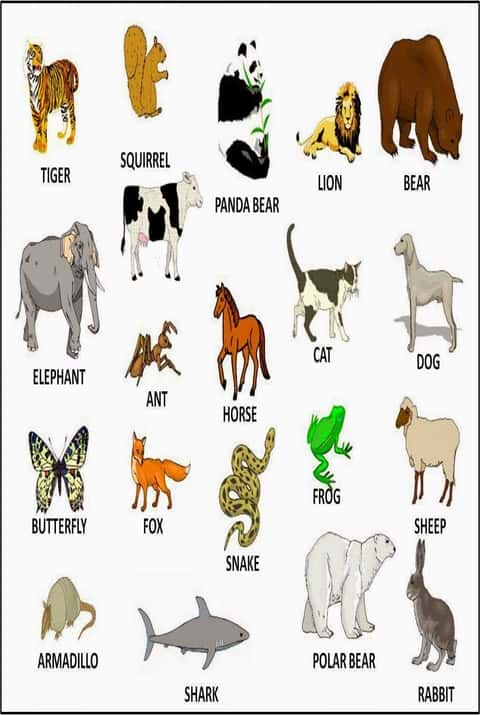 TIGER
SQUIRREL
PANDA BEAR
LION
BEAR
ELEPHANT
ANT
HORSE
CAT
DOG
BUTTERFLY
FOX
SNAKE
FROG
SHEEP
ARMADILLO
SHARK
POLAR BEAR
RABBIT